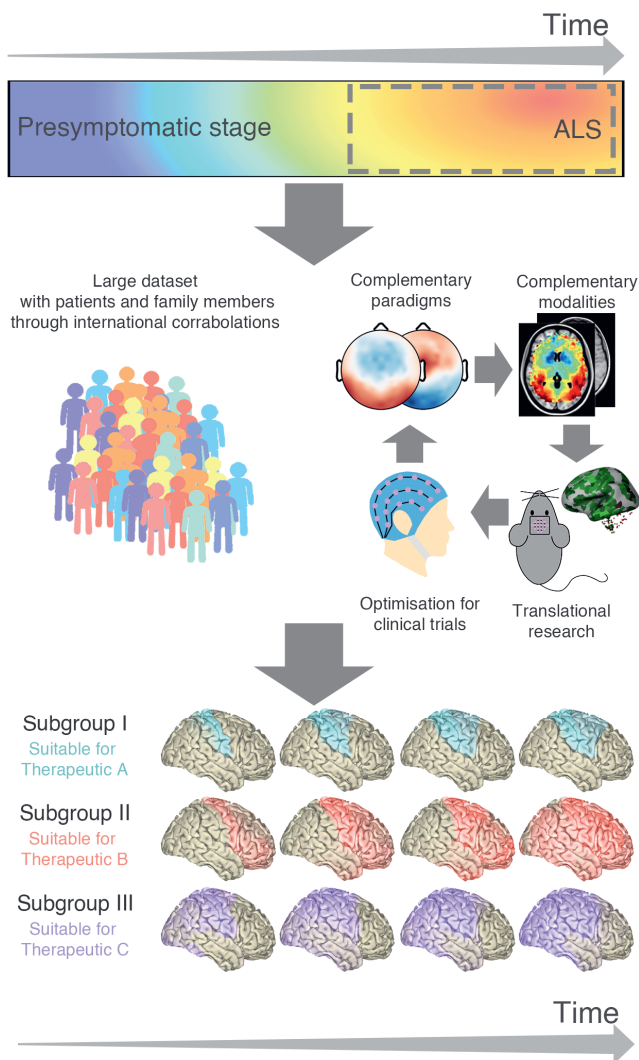 Time
Presymptomatic stage
ALS
Large dataset
with patients and family members
through international corrabolations
Complementary
paradigms
Complementary
modalities
Optimisation for
clinical trials
Translational
research
Subgroup I
Suitable for
Therapeutic A
Subgroup II
Suitable for
Therapeutic B
Subgroup III
Suitable for
Therapeutic C
Time